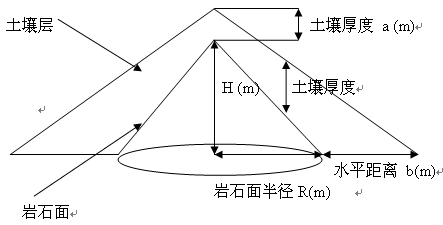 土壤层
土壤厚度 a (m)
H (m)
土壤厚度
水平距离 b(m)
岩石面半径 R(m)
岩石面